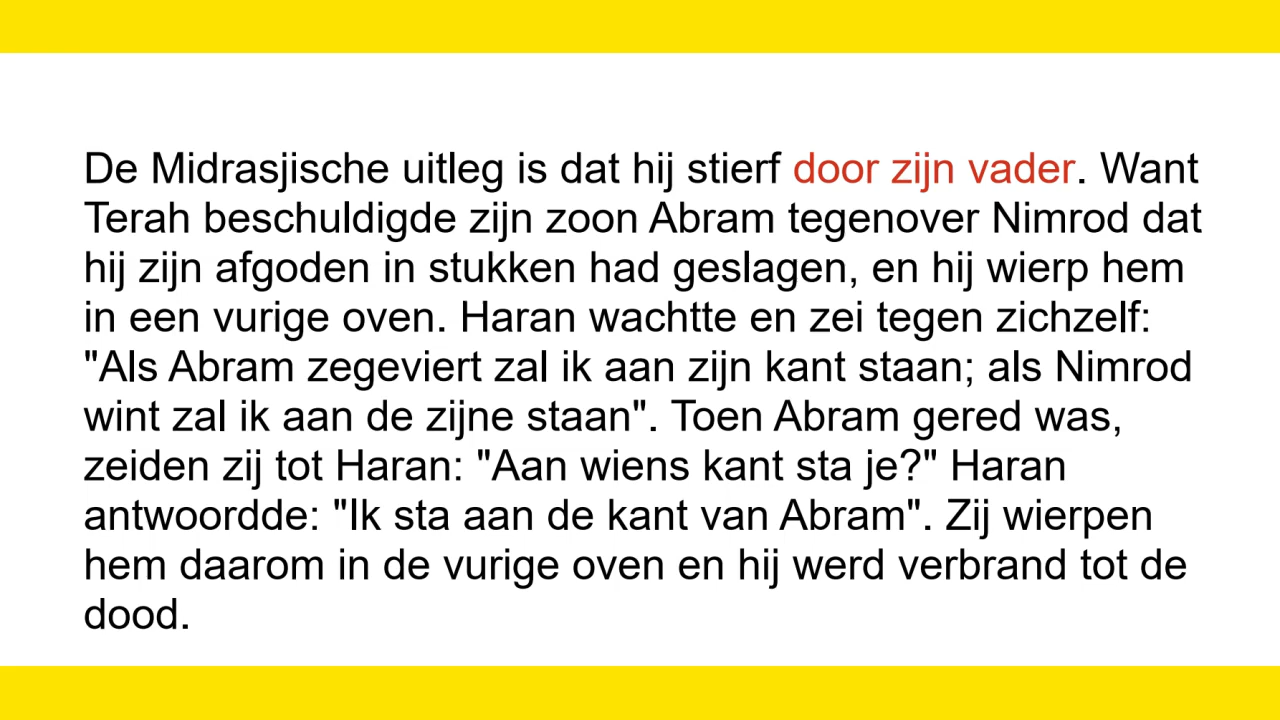 De Midrasjische uitleg is dat hij stierf door zijn vader. Want
Terah beschuldigde zijn zoon Abram tegenover Nimrod dat
hij zijn afgoden in stukken had geslagen, en hij wierp hem
in een vurige oven. Haran wachtte en zei tegen zichzelf:
"Als Abram zegeviert zal ik aan zijn kant staan; als Nimrod
wint zal ik aan de zijne staan". Toen Abram gered was,
zeiden zij tot Haran: "Aan wiens kant sta je?" Haran
antwoordde: "Ik sta aan de kant van Abram". Zij wierpen
hem daarom in de vurige oven en hij werd verbrand tot de
dood.